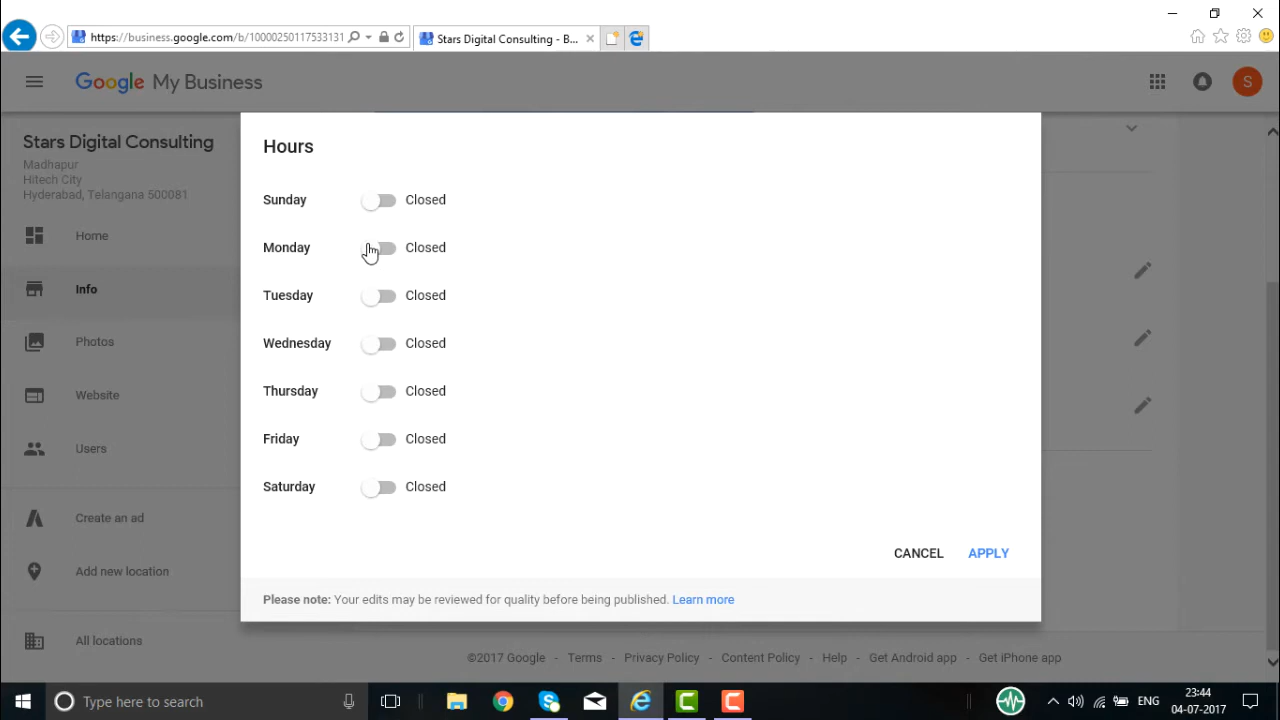 https://business.google.com/b/10000250117533131
Stars Digital Consulting - B...
Google My Business
S
Stars Digital Consulting
Madhapur
Hitech City
Hyderabad, Telangana 500081
Home
Info
Photos
Website
Users
Create an ad
Add new location
All locations
Hours
Sunday Closed
Monday Closed
Tuesday Closed
Wednesday Closed
Thursday Closed
Friday Closed
Saturday Closed
CANCEL APPLY
Please note: Your edits may be reviewed for quality before being published. Learn more
©2017 Google - Terms - Privacy Policy - Content Policy - Help - Get Android app - Get iPhone app
Type here to search
ENG
23:44
04-07-2017